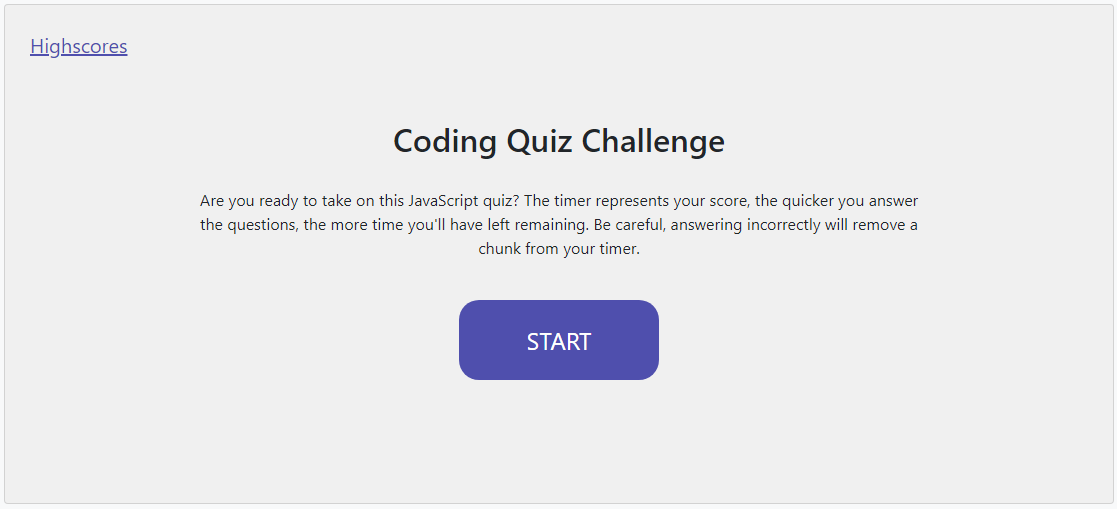 Highscores
Coding Quiz Challenge
Are you ready to take on this JavaScript quiz? The timer represents your score, the quicker you answer
the questions, the more time you'll have left remaining. Be careful, answering incorrectly will remove a
chunk from your timer.
START